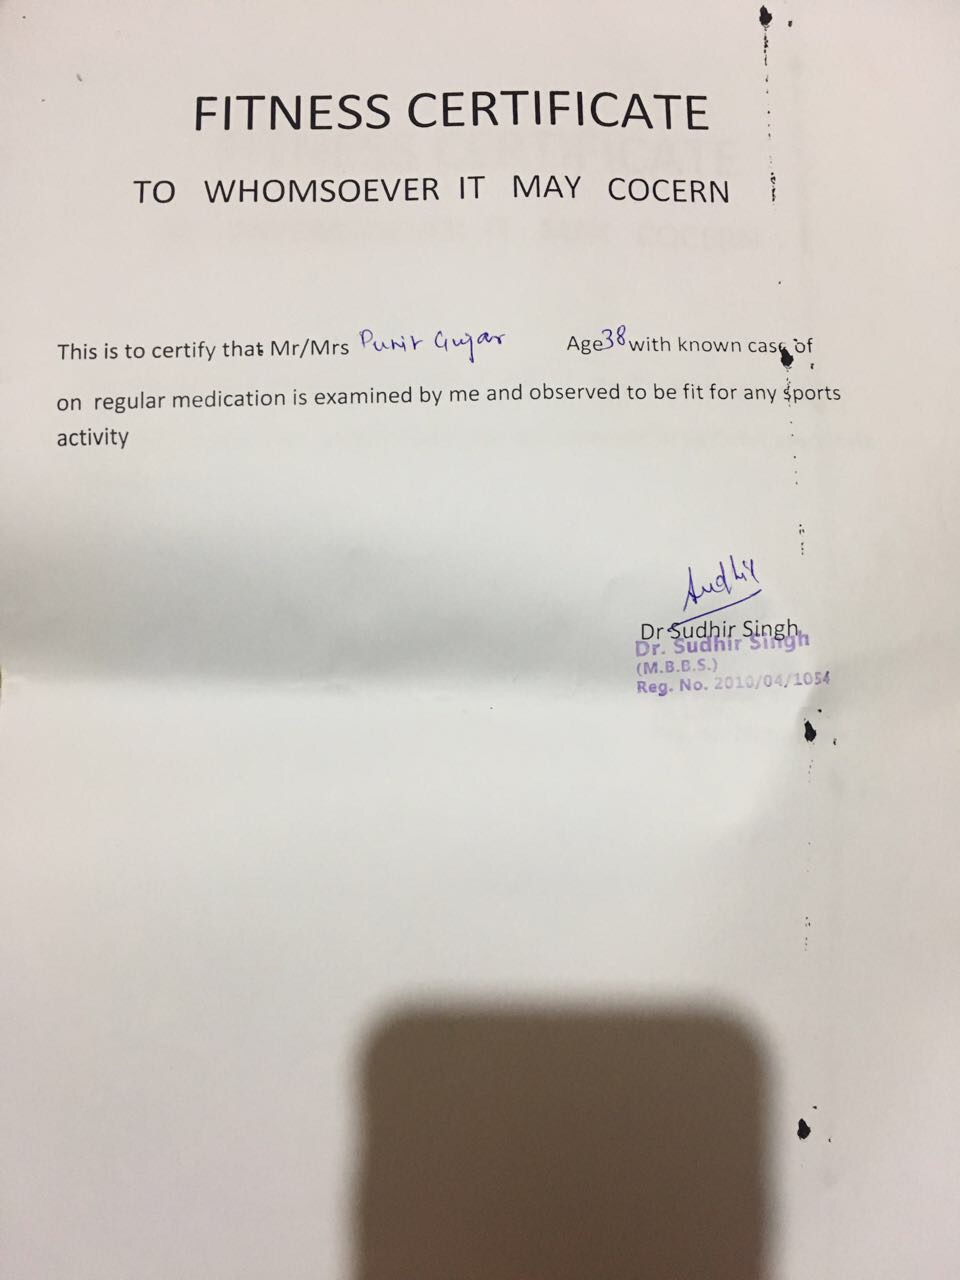 FITNESS CERTIFICATE
TO WHOMSOEVER IT MAY COCERN
This is to certify that Mr/Mrs Punit Gujar Age 38 with known case of
on regular medication is examined by me and observed to be fit for any sports
activity
Sudhir
Dr Sudhir Singh
Dr. Sudhir Singh
(M.B.B.S.)
Reg. No. 2010/04/1054